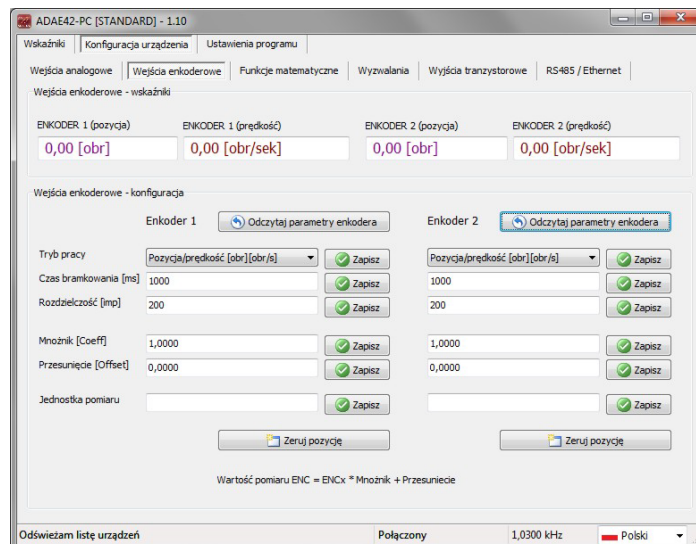 ADAE42-PC [STANDARD] - 1.10
Wskaźniki Konfiguracja urządzenia Ustawienia programu
Wejścia analogowe Wejścia enkoderowe Funkcje matematyczne Wyzwalania Wyjścia tranzystorowe RS485 / Ethernet
Wejścia enkoderowe - wskaźniki
ENKODER 1 (pozycja) ENKODER 1 (prędkość) ENKODER 2 (pozycja) ENKODER 2 (prędkość)
0,00 [obr] 0,00 [obr/sek] 0,00 [obr] 0,00 [obr/sek]
Wejścia enkoderowe - konfiguracja
Enkoder 1 Odczytaj parametry enkodera Enkoder 2 Odczytaj parametry enkodera
Tryb pracy Pozycja/prędkość [obr][obr/s] Zapisz Pozycja/prędkość [obr][obr/s] Zapisz
Czas bramkowania [ms] 1000 Zapisz 1000 Zapisz
Rozdzielczość [imp] 200 Zapisz 200 Zapisz
Mnożnik [Coeff] 1,0000 Zapisz 1,0000 Zapisz
Przesunięcie [Offset] 0,0000 Zapisz 0,0000 Zapisz
Jednostka pomiaru Zapisz Zapisz
Zeruj pozycję Zeruj pozycję
Wartość pomiaru ENC = ENCx * Mnożnik + Przesuniecie
Odświeżam listę urządzeń Połączony 1,0300 kHz Polski